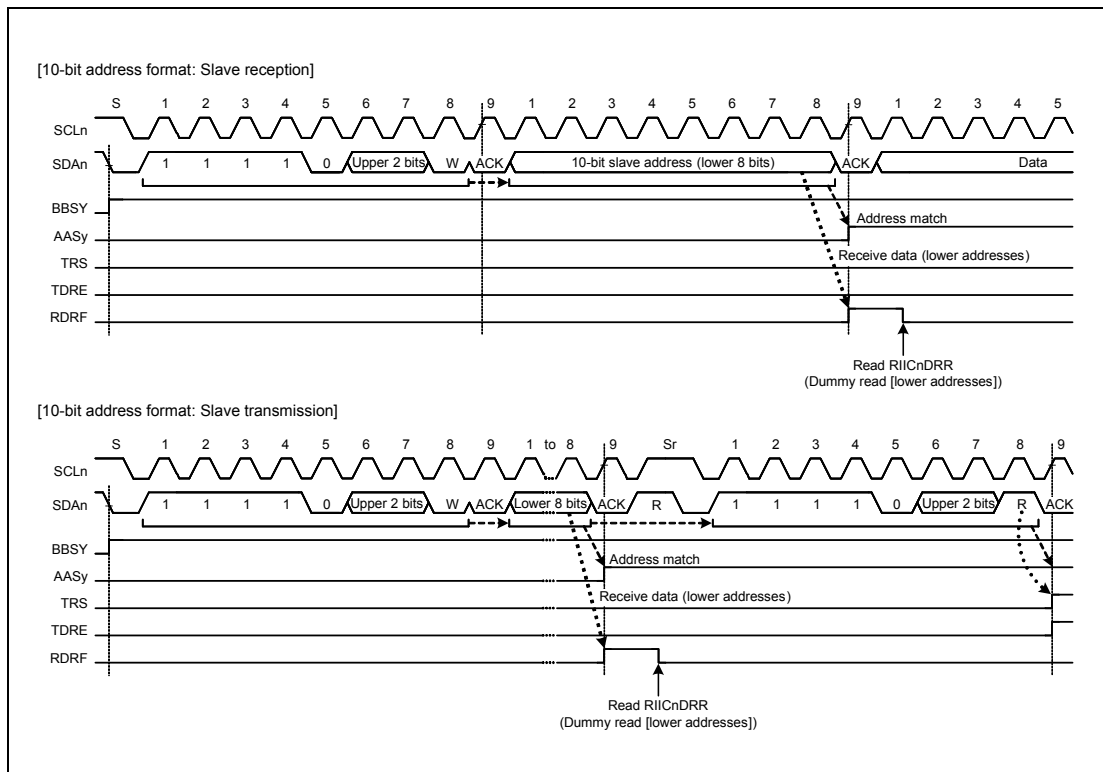 [10-bit address format: Slave reception]
S 1 2 3 4 5 6 7 8 9 1 2 3 4 5 6 7 8 9 1 2 3 4 5
SCLn
SDAn 1 1 1 1 0 Upper 2 bits W ACK 10-bit slave address (lower 8 bits) ACK Data
BBSY
Address match
AASy
Receive data (lower addresses)
TRS
TDRE
RDRF
Read RIICnDRR
(Dummy read [lower addresses])
[10-bit address format: Slave transmission]
S 1 2 3 4 5 6 7 8 9 1 to 8 9 Sr 1 2 3 4 5 6 7 8 9
SCLn
SDAn 1 1 1 1 0 Upper 2 bits W ACK Lower 8 bits ACK R 1 1 1 1 0 Upper 2 bits R ACK
BBSY
Address match
AASy
Receive data (lower addresses)
TRS
TDRE
RDRF
Read RIICnDRR
(Dummy read [lower addresses])